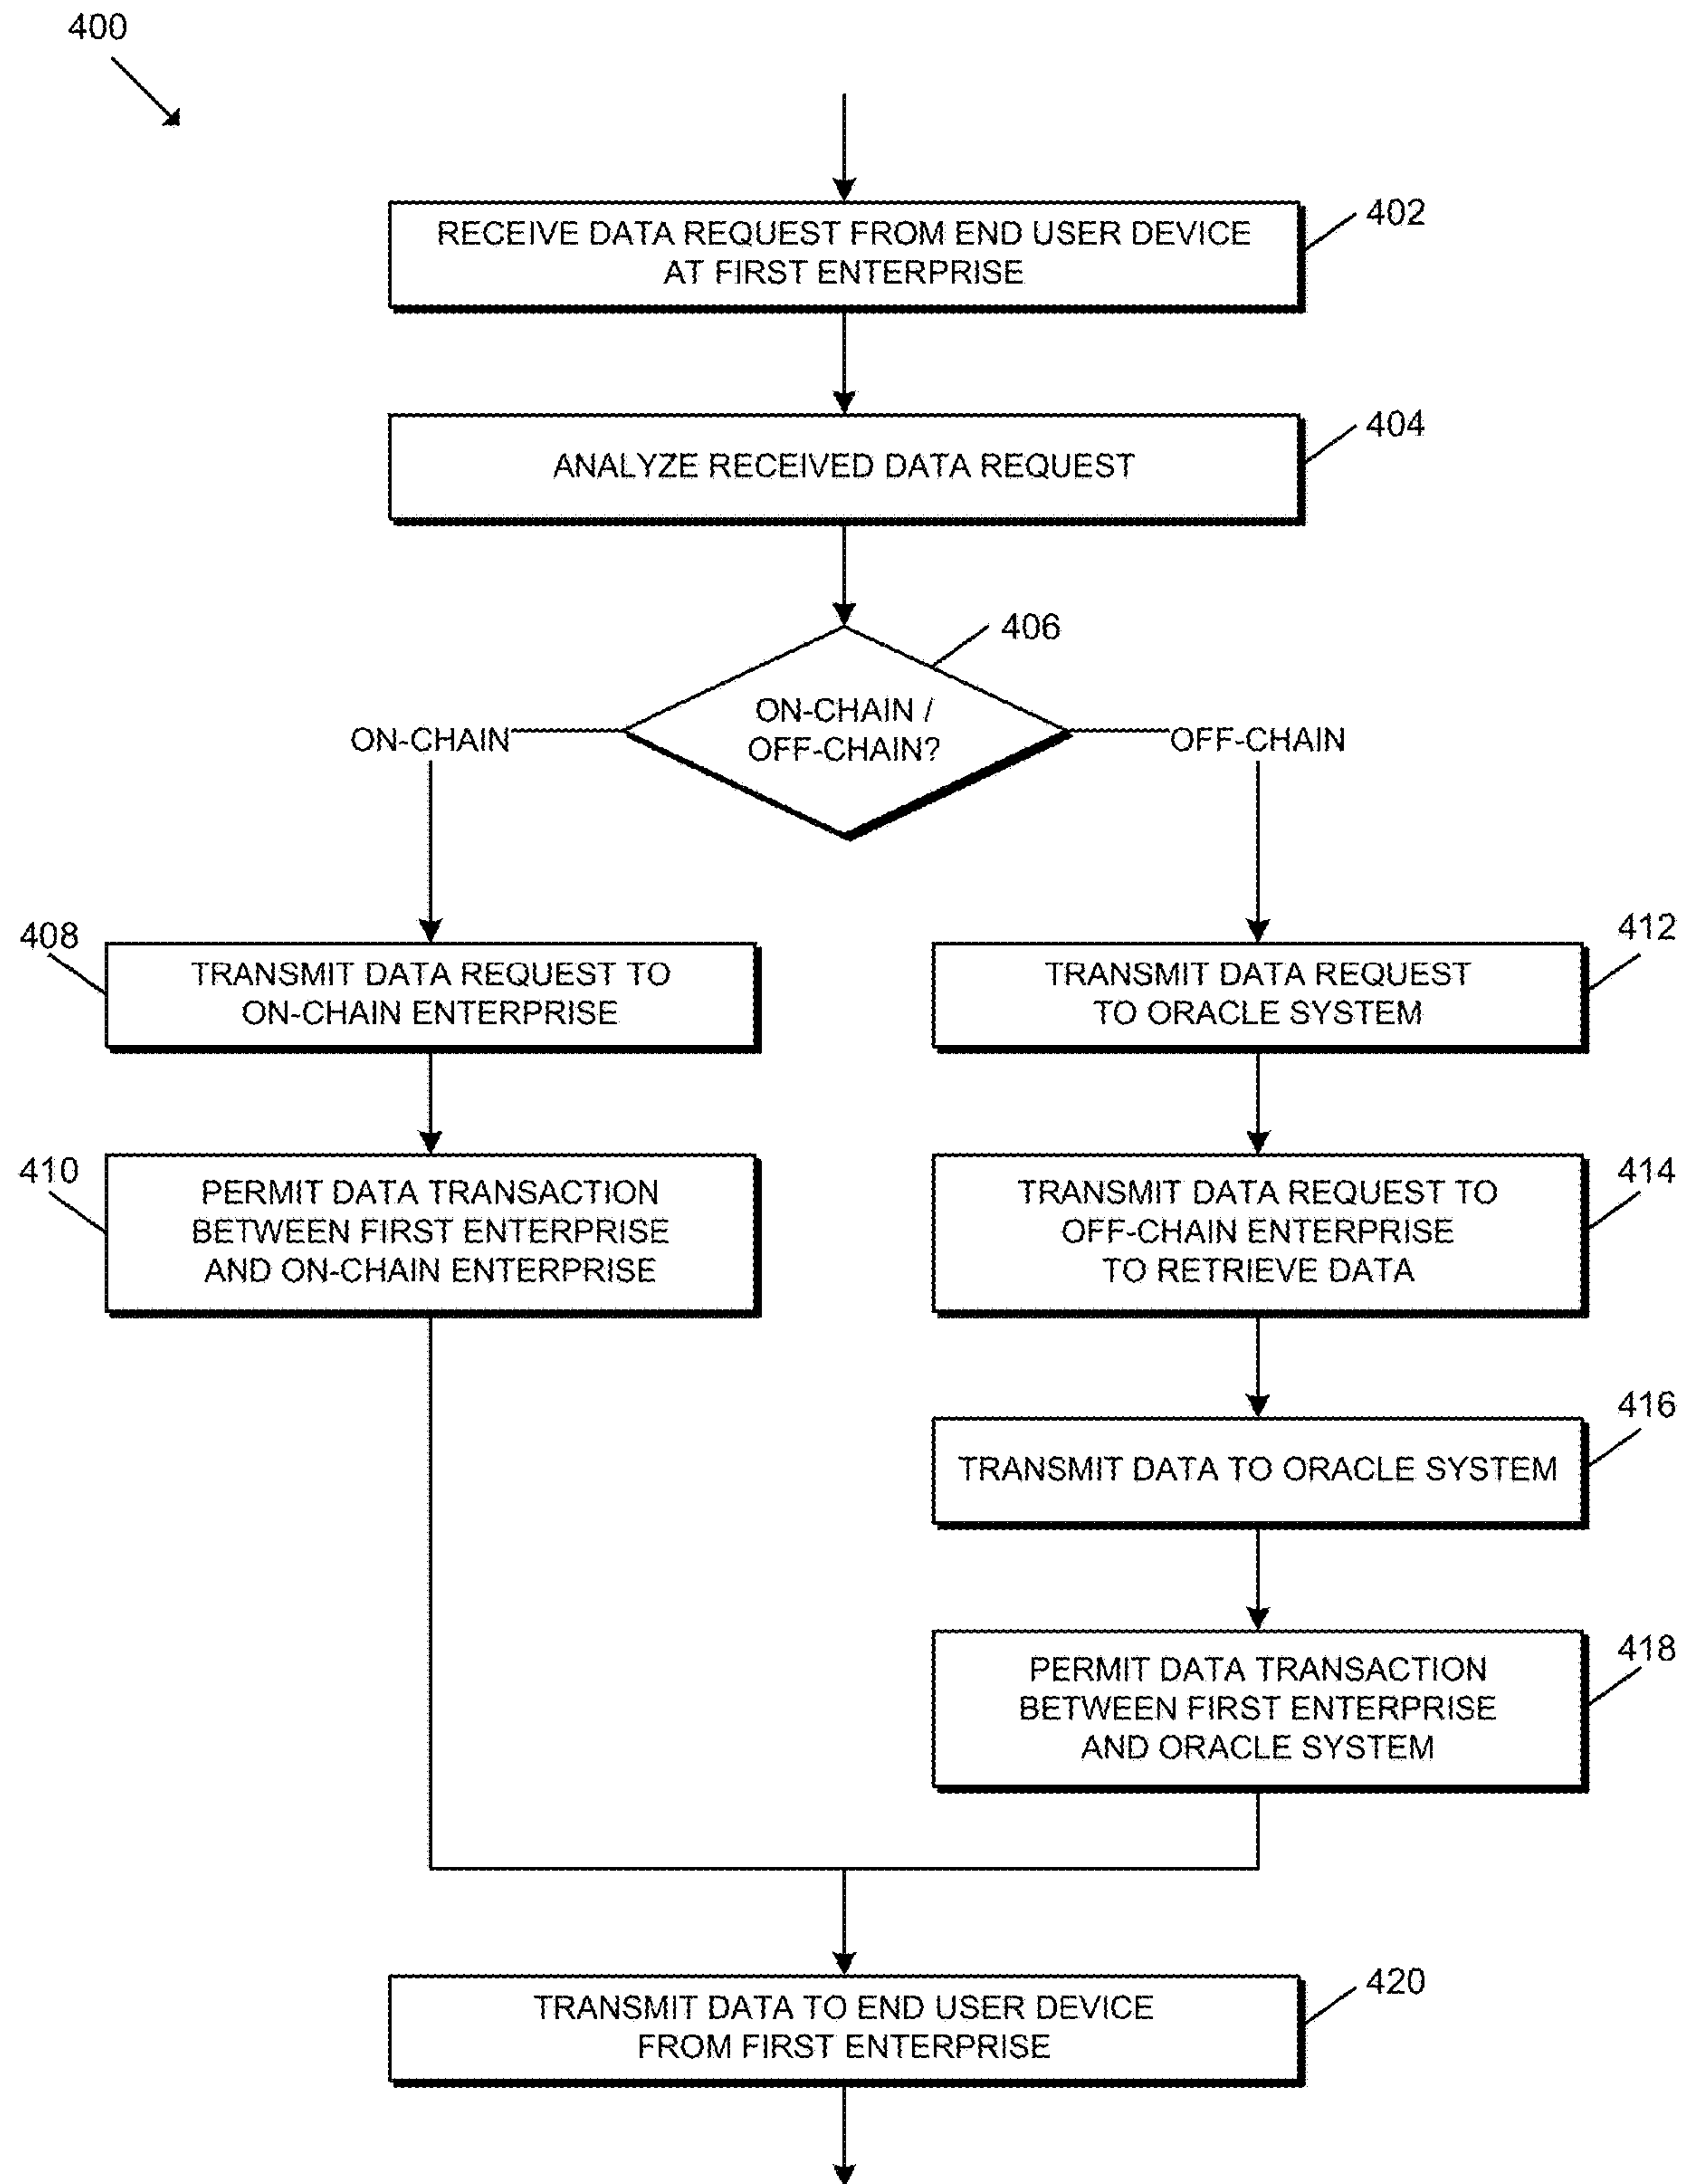 400
RECEIVE DATA REQUEST FROM END USER DEVICE
AT FIRST ENTERPRISE
402
ANALYZE RECEIVED DATA REQUEST
404
406
ON-CHAIN /
OFF-CHAIN?
ON-CHAIN
OFF-CHAIN
408
TRANSMIT DATA REQUEST TO
ON-CHAIN ENTERPRISE
412
TRANSMIT DATA REQUEST
TO ORACLE SYSTEM
410
PERMIT DATA TRANSACTION
BETWEEN FIRST ENTERPRISE
AND ON-CHAIN ENTERPRISE
414
TRANSMIT DATA REQUEST TO
OFF-CHAIN ENTERPRISE
TO RETRIEVE DATA
416
TRANSMIT DATA TO ORACLE SYSTEM
418
PERMIT DATA TRANSACTION
BETWEEN FIRST ENTERPRISE
AND ORACLE SYSTEM
420
TRANSMIT DATA TO END USER DEVICE
FROM FIRST ENTERPRISE